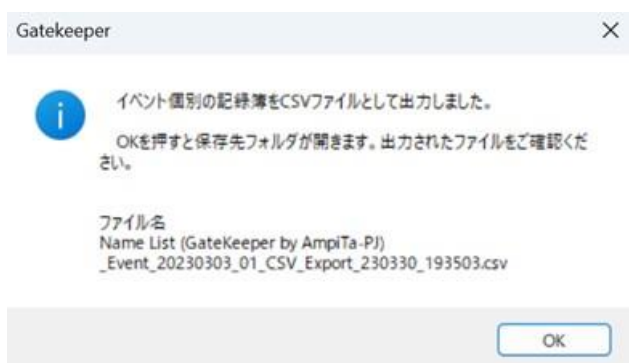 Gatekeeper
イベント個別の記録簿をCSVファイルとして出力しました。
OKを押すと保存先フォルダが開きます。出力されたファイルをご確認くだ
さい。
ファイル名
Name List (GateKeeper by AmpiTa-PJ)
_Event_20230303_01_CSV_Export_230330_193503.csv
OK